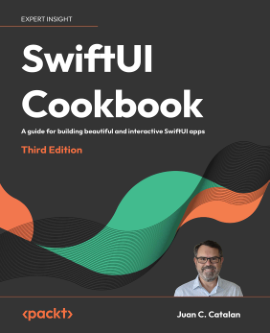 EXPERT INSIGHT
SwiftUI
Cookbook
A guide for building beautiful and interactive SwiftUI apps
Third Edition
<packt>
Juan C. Catalan